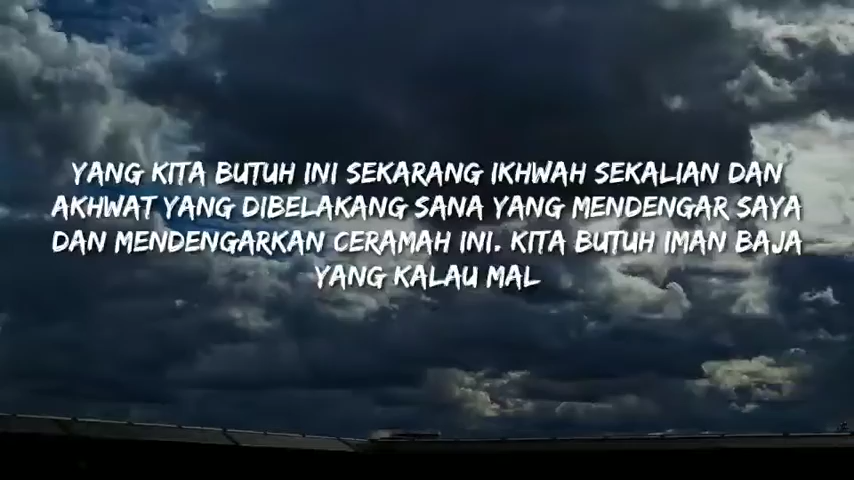 YANG KITA BUTUH INI SEKARANG IKHWAH SEKALIAN DAN
AKHWAT YANG DIBELAKANG SANA YANG MENDENGAR SAYA
DAN MENDENGARKAN CERAMAH INI. KITA BUTUH IMAN BAJA
YANG KALAU MAL